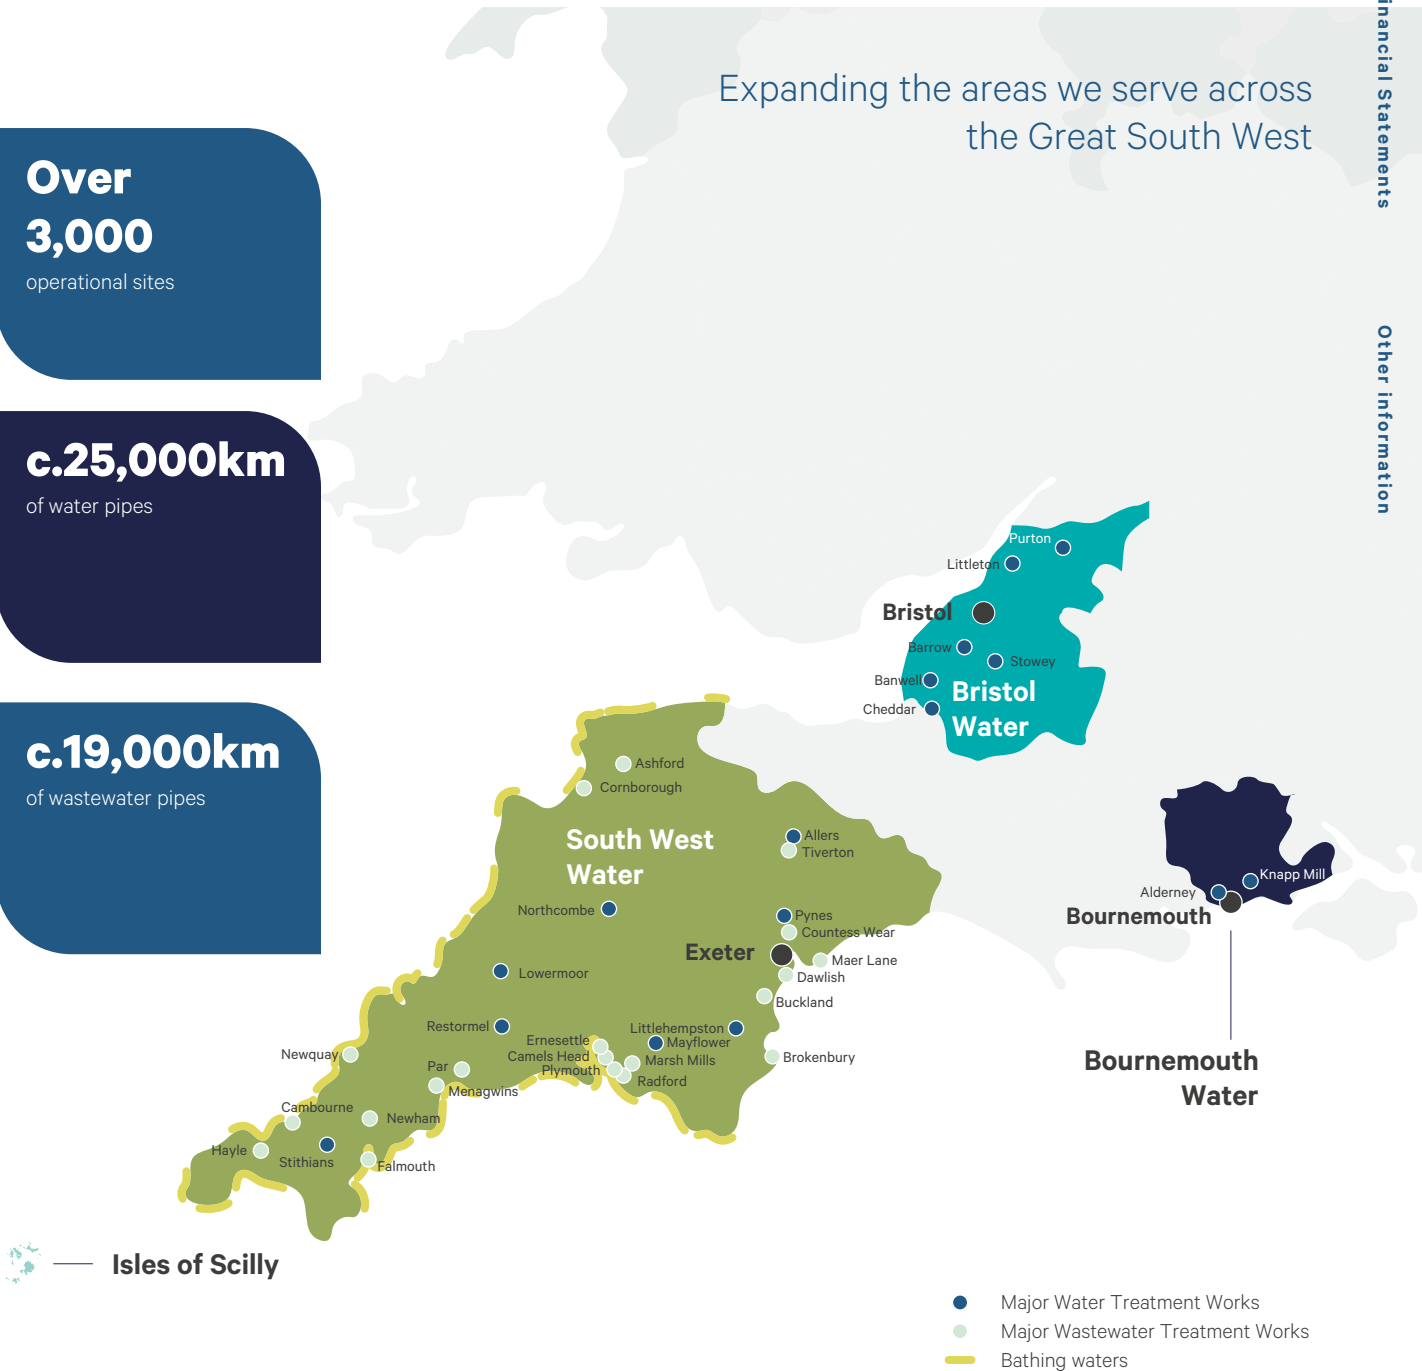 Expanding the areas we serve across
the Great South West
inancial Statements
Other information
Over
3,000
operational sites
c.25,000km
of water pipes
c.19,000km
of wastewater pipes
Purton
Littleton
Bristol
Barrow
Stowey
Banwell
Cheddar
Bristol
Water
Ashford
Cornborough
South West
Water
Allers
Tiverton
Northcombe
Pynes
Countess Wear
Exeter
Maer Lane
Dawlish
Lowermoor
Buckland
Restormel
Littlehempston
Mayflower
Ernesettle
Camels Head
Plymouth
Marsh Mills
Radford
Brokenbury
Newquay
Par
Menagwins
Cambourne
Newham
Hayle
Stithians
Falmouth
Knapp Mill
Alderney
Bournemouth
Bournemouth
Water
Isles of Scilly
Major Water Treatment Works
Major Wastewater Treatment Works
Bathing waters